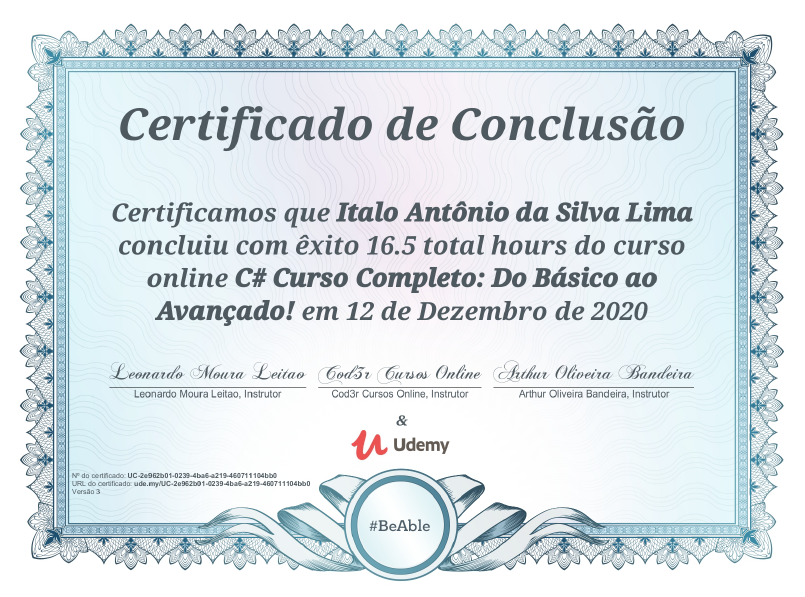 Certificado de Conclusão
Certificamos que Italo Antônio da Silva Lima
concluiu com êxito 16.5 total hours do curso
online C# Curso Completo: Do Básico ao
Avançado! em 12 de Dezembro de 2020
Leonardo Moura Leitao Cod3r Cursos Online Arthur Oliveira Bandeira
Leonardo Moura Leitao, Instrutor Cod3r Cursos Online, Instrutor Arthur Oliveira Bandeira, Instrutor
&
Udemy
Nº do certificado: UC-2e962b01-0239-4ba6-a219-460711104bb0
URL do certificado: ude.my/UC-2e962b01-0239-4ba6-a219-460711104bb0
Versão 3
#BeAble